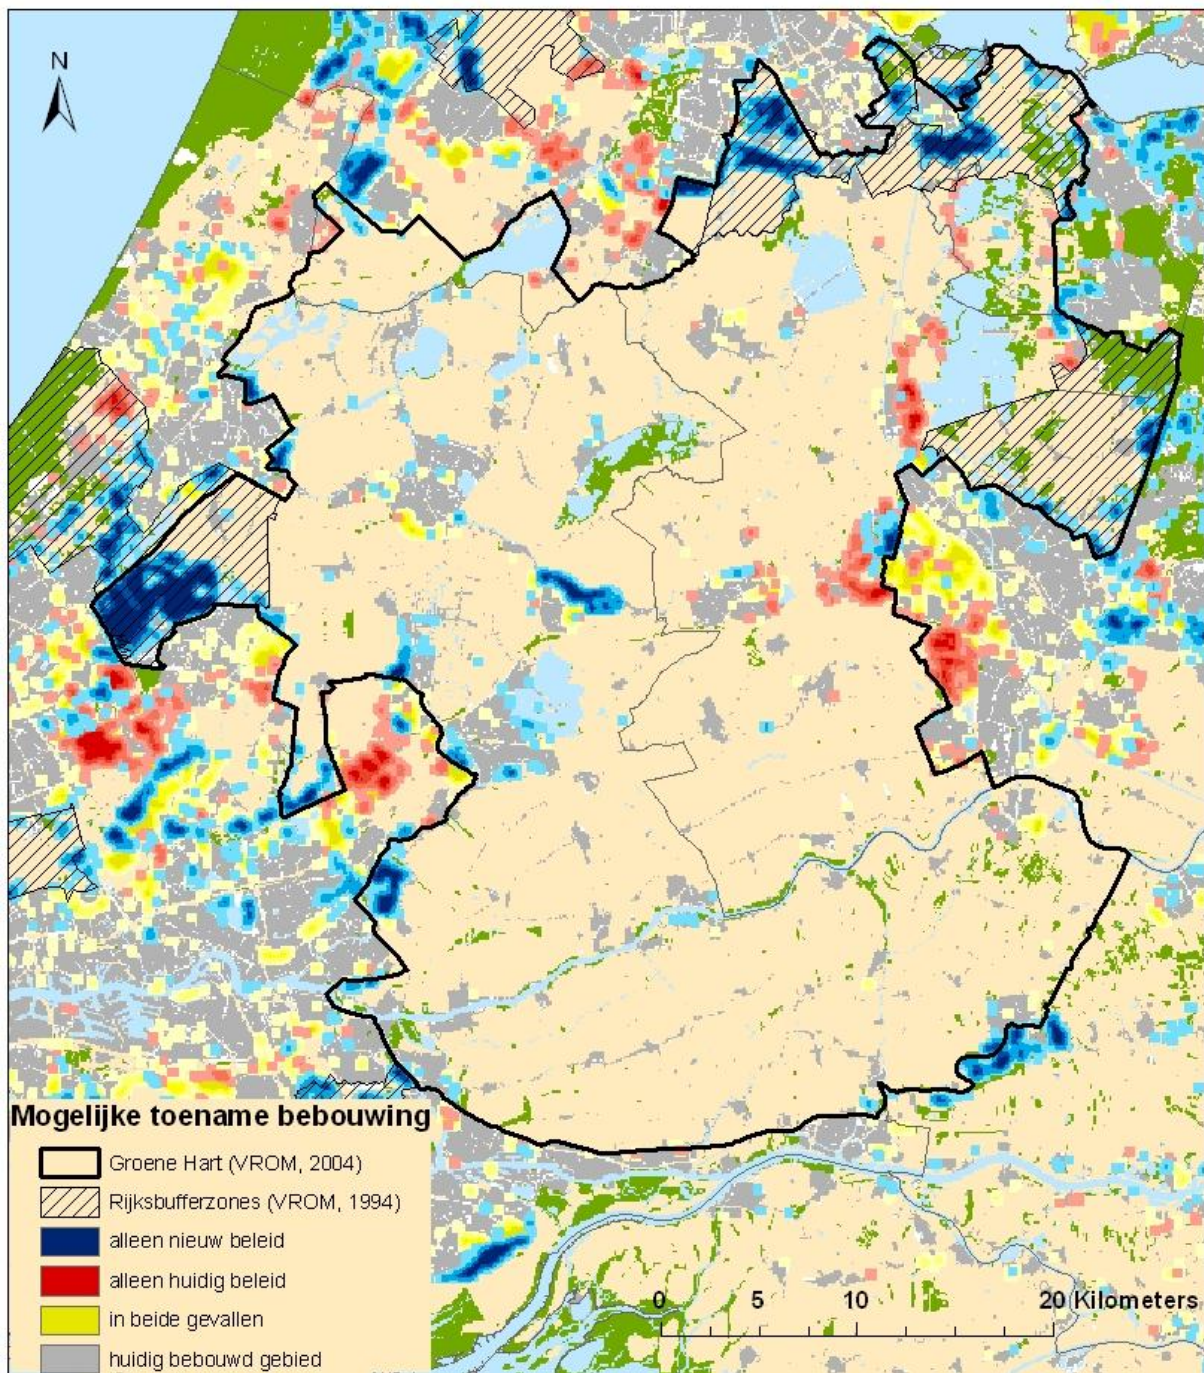 N
Mogelijke toename bebouwing
Groene Hart (VROM, 2004)
Rijksbufferzones (VROM, 1994)
alleen nieuw beleid
alleen huidig beleid
in beide gevallen
huidig bebouwd gebied
0 5 10 20 Kilometers